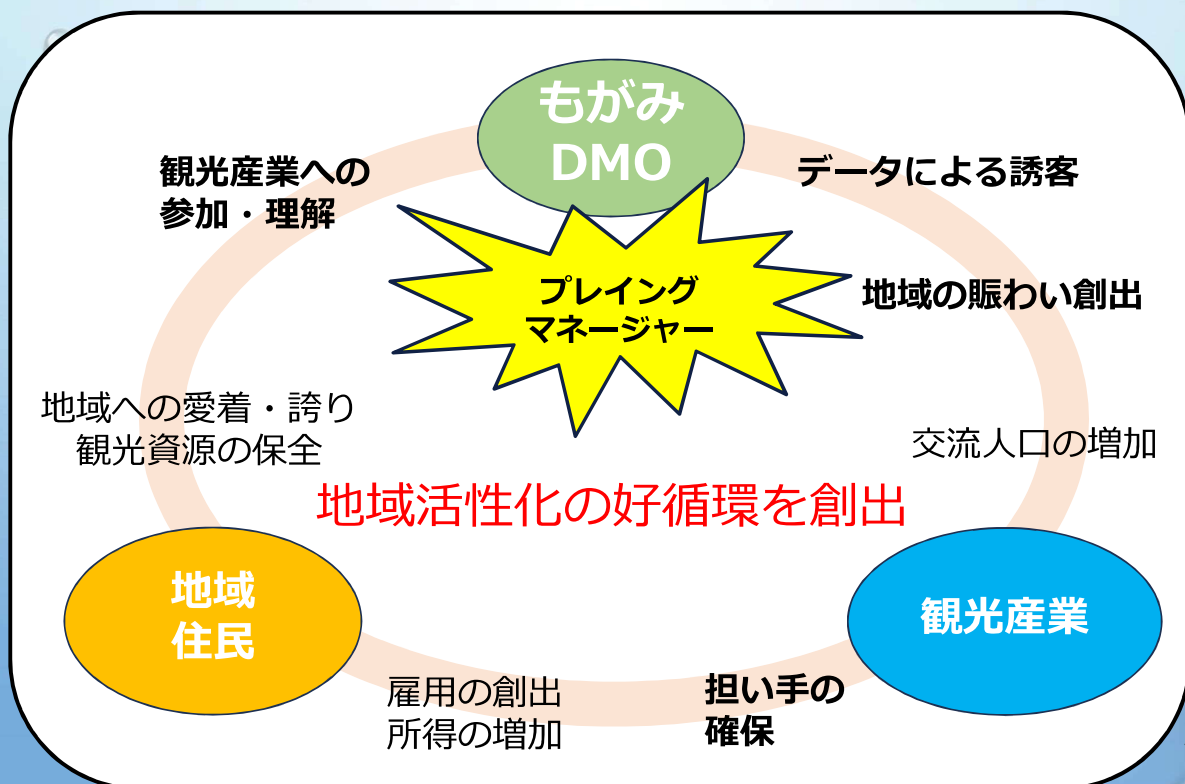 もがみ
DMO
観光産業への
参加・理解
データによる誘客
プレイング
マネージャー
地域の賑わい創出
地域への愛着・誇り
観光資源の保全
交流人口の増加
地域活性化の好循環を創出
地域
住民
観光産業
雇用の創出
所得の増加
担い手の
確保